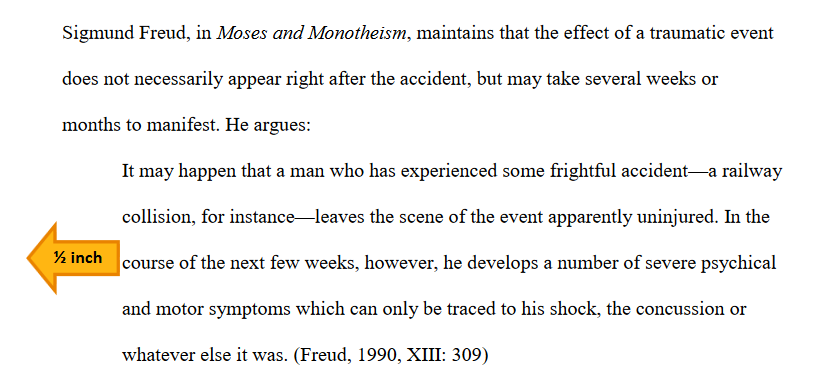 Sigmund Freud, in Moses and Monotheism, maintains that the effect of a traumatic event
does not necessarily appear right after the accident, but may take several weeks or
months to manifest. He argues:
It may happen that a man who has experienced some frightful accident—a railway
collision, for instance—leaves the scene of the event apparently uninjured. In the
½ inch
course of the next few weeks, however, he develops a number of severe psychical
and motor symptoms which can only be traced to his shock, the concussion or
whatever else it was. (Freud, 1990, XIII: 309)